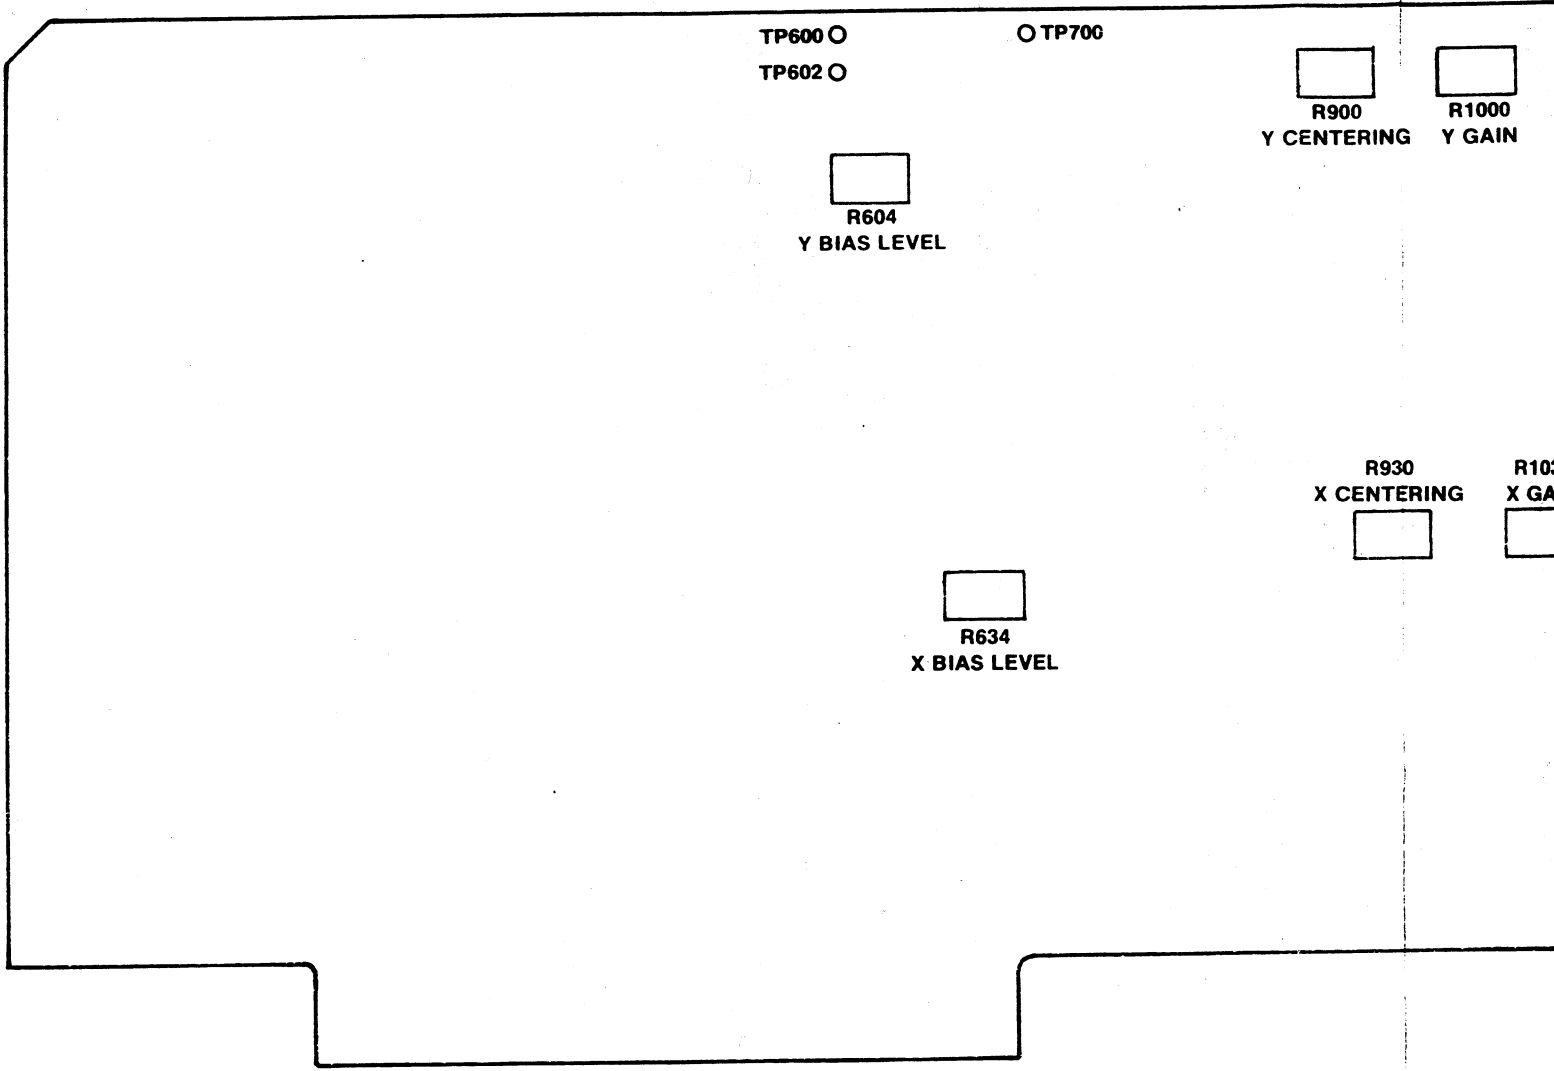 TP600
TP700
TP602
R900
Y CENTERING
R1000
Y GAIN
R604
Y BIAS LEVEL
R930
X CENTERING
R634
X BIAS LEVEL